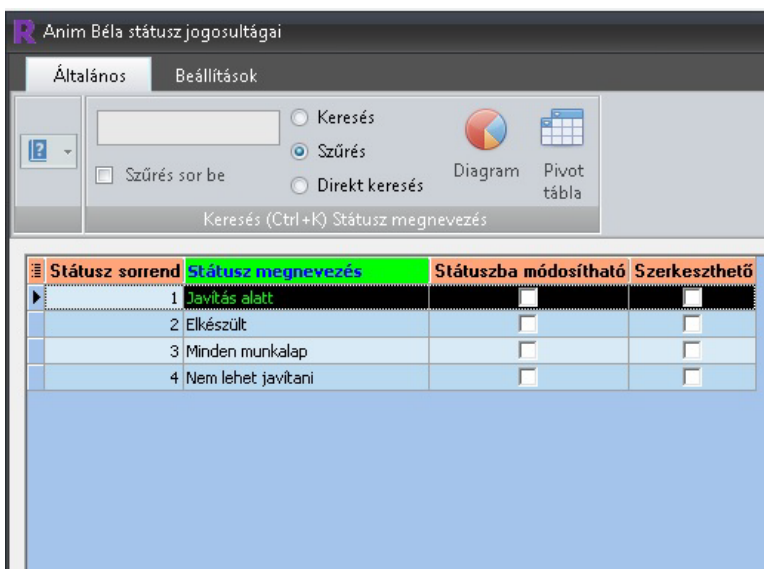 Anim Béla státusz jogosultágai
Általános Beállítások
Keresés
Szűrés
Szűrés sor be
Direkt keresés
Diagram
Pivot
tábla
Keresés (Ctrl+K) Státusz megnevezés
Státusz sorrend Státusz megnevezés Státuszba módosítható Szerkeszthető
1 Javítás alatt
2 Elkészült
3 Minden munkalap
4 Nem lehet javítani